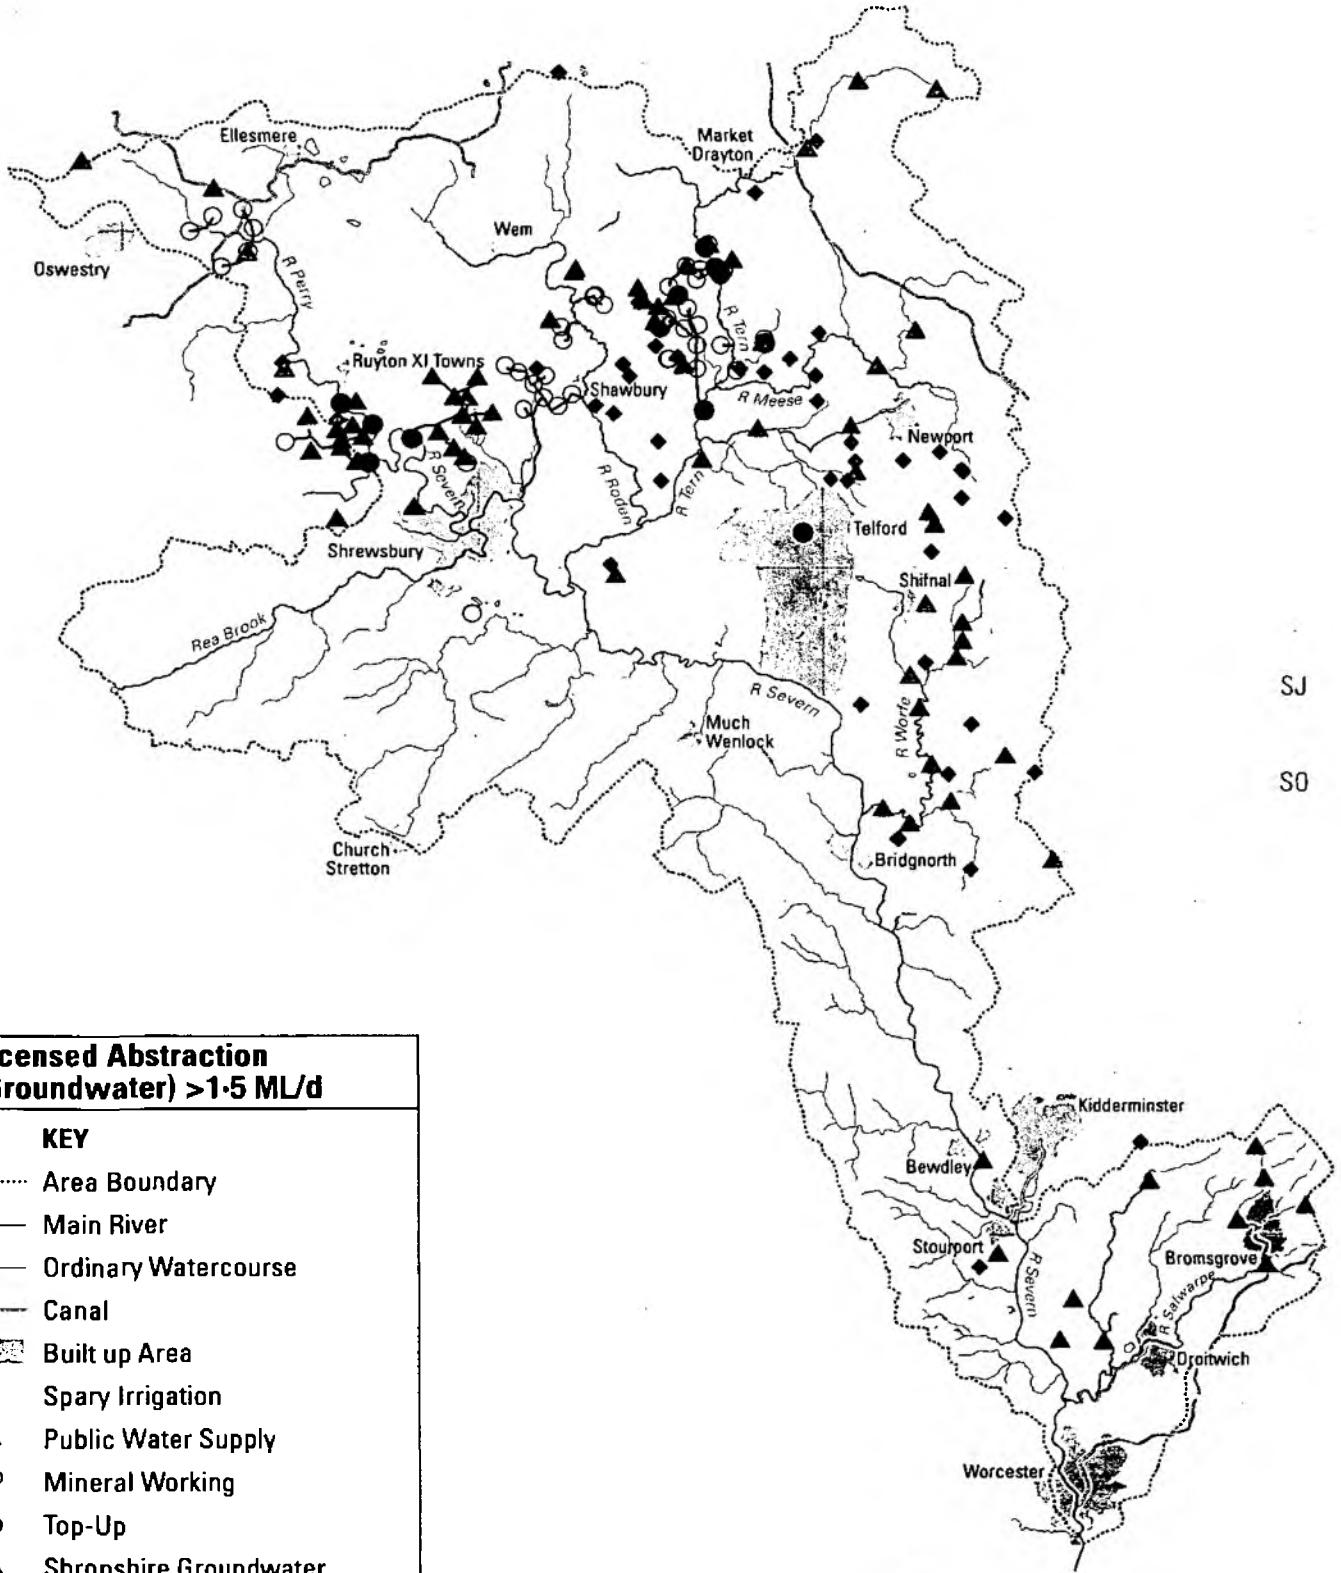 Ellesmere
Market
Drayton
Wem
Oswestry
R Perry
R Tern
Ruyton XI Towns
Shawbury
R Meese
Newport
R Severn
R Roden
R Tern
Telford
Shrewsbury
Shifnal
Rea Brook
SJ
R Severn
Much
Wenlock
R Worfe
SO
Church
Stretton
Bridgnorth
Kidderminster
Bewdley
Stourport
R Severn
Bromsgrove
R Salwarpe
Droitwich
Worcester
censed Abstraction
Groundwater) >1·5 ML/d
KEY
Area Boundary
Main River
Ordinary Watercourse
Canal
Built up Area
Spary Irrigation
Public Water Supply
Mineral Working
Top-Up
Shropshire Groundwater